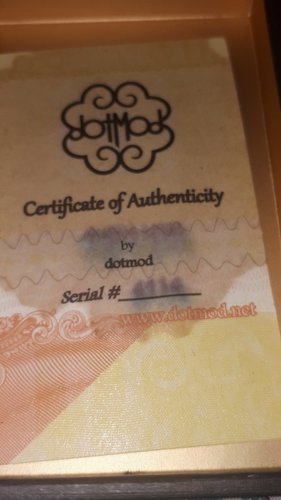 dotMod
Certificate of Authenticity
by
dotmod
Serial #
www.dotmod.net